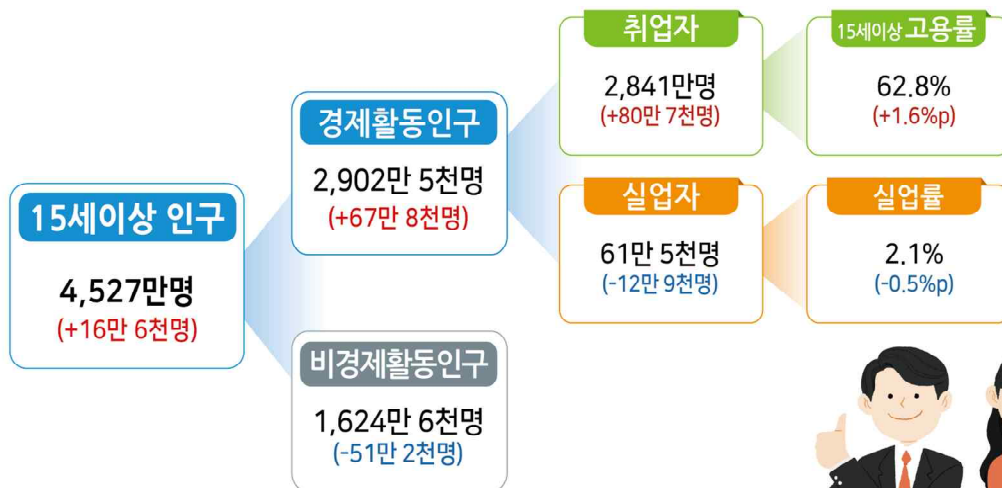 15세이상 인구
4,527만명
(+16만 6천명)
경제활동인구
2,902만 5천명
(+67만 8천명)
비경제활동인구
1,624만 6천명
(-51만 2천명)
취업자
2,841만명
(+80만 7천명)
15세이상 고용률
62.8%
(+1.6%p)
실업자
61만 5천명
(-12만 9천명)
실업률
2.1%
(-0.5%p)